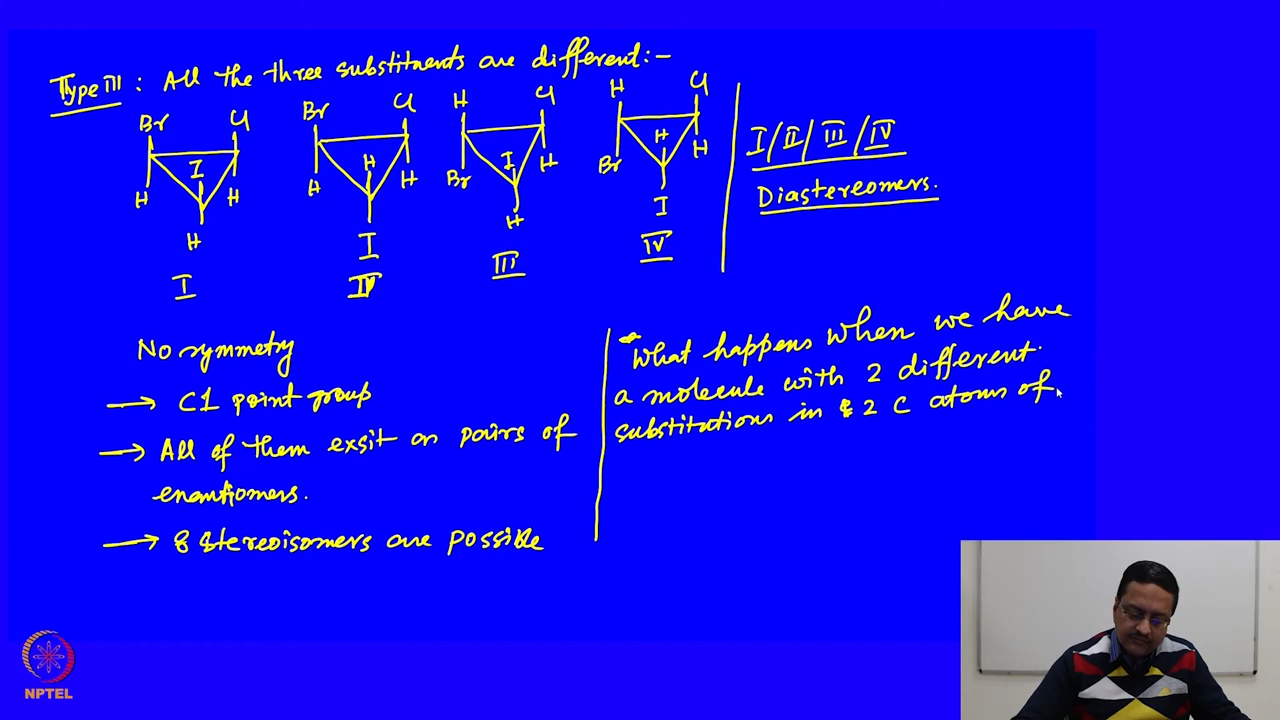 Type III : All the three substituents are different:-
Br Cl Br Cl H Cl H Cl
I H H H H H I H H H
H Br Br
H I H I
I II III IV
I/II/III/IV
Diastereomers.
No symmetry
→ C1 point group
→ All of them exsit as pairs of
enantiomers.
→ 8 stereoisomers are possible
What happens when we have
a molecule with 2 different
substitutions in 2 C atoms of
NPTEL